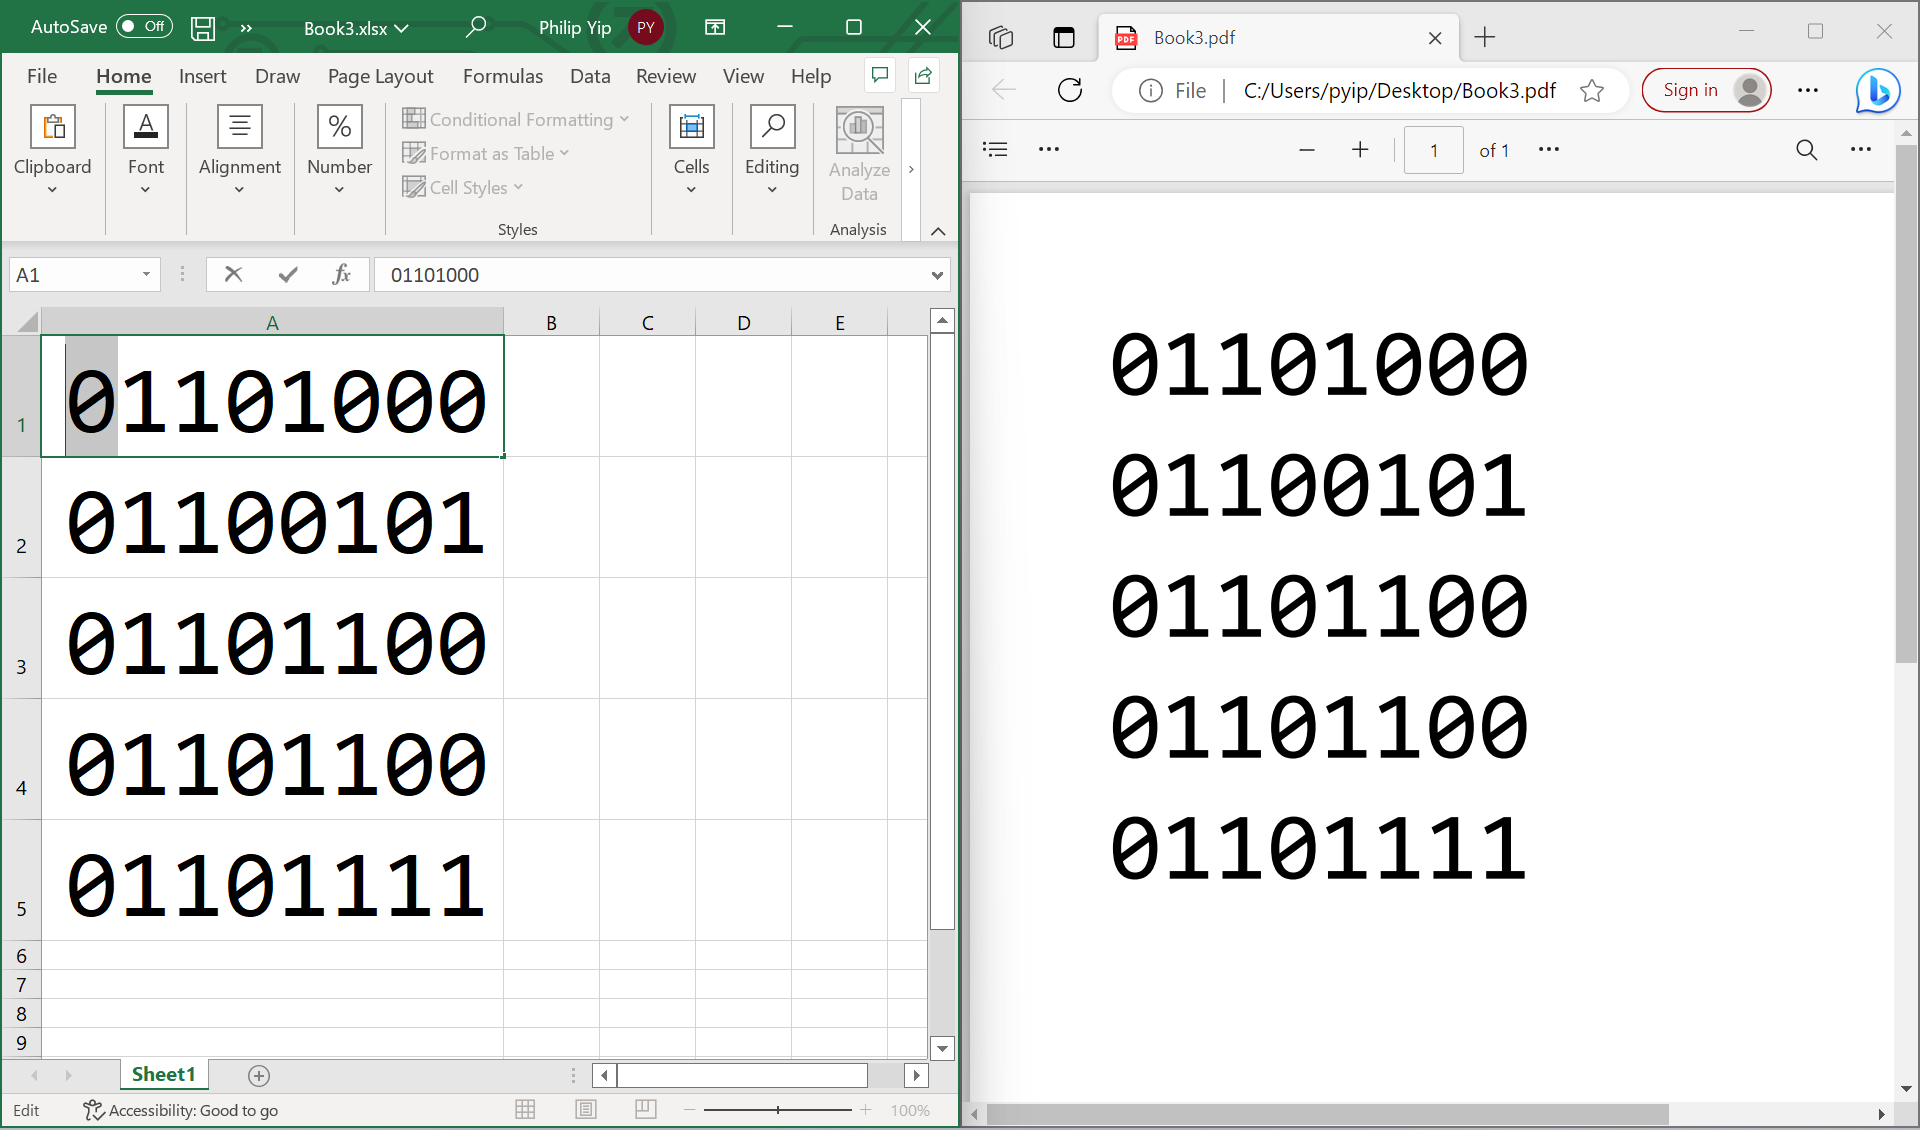 AutoSave Off Book3.xlsx Philip Yip PY
File Home Insert Draw Page Layout Formulas Data Review View Help
Clipboard
Font
Alignment
Number
Conditional Formatting
Format as Table
Cell Styles
Styles
Cells
Editing
Analyze
Data
Analysis
A1 fx 01101000
A B C D E
1 01101000
2 01100101
3 01101100
4 01101100
5 01101111
6
7
8
9
Sheet1
Edit Accessibility: Good to go 100%
PDF Book3.pdf
File C:/Users/pyip/Desktop/Book3.pdf Sign in
1 of 1
01101000
01100101
01101100
01101100
01101111